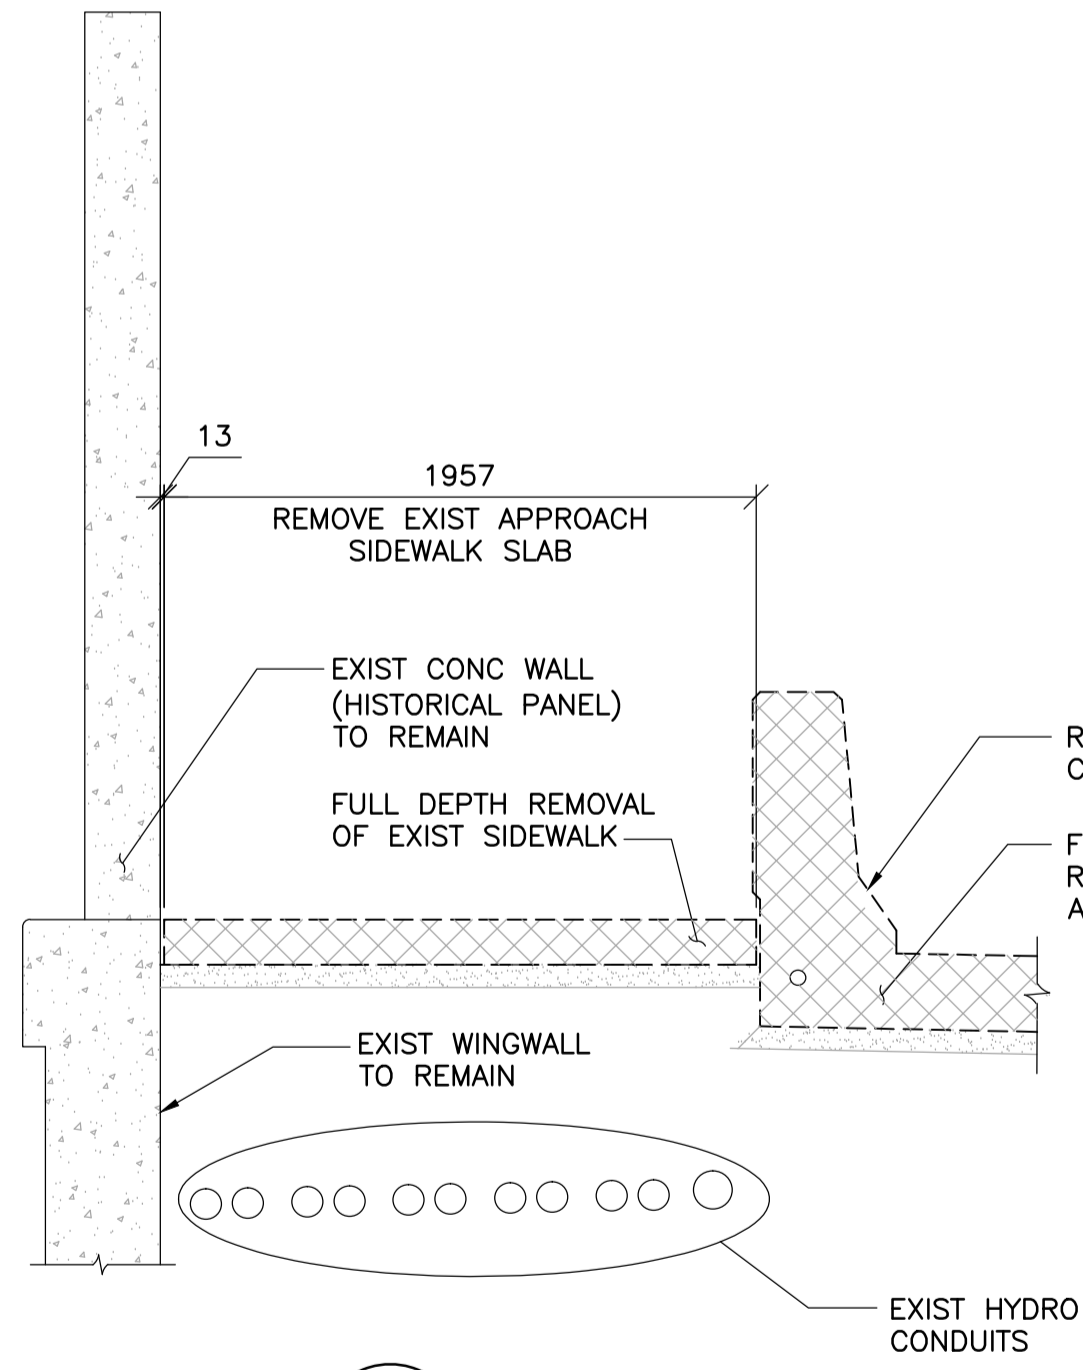 13
1957
REMOVE EXIST APPROACH
SIDEWALK SLAB
EXIST CONC WALL
(HISTORICAL PANEL)
TO REMAIN
FULL DEPTH REMOVAL
OF EXIST SIDEWALK
EXIST WINGWALL
TO REMAIN
EXIST HYDRO
CONDUITS